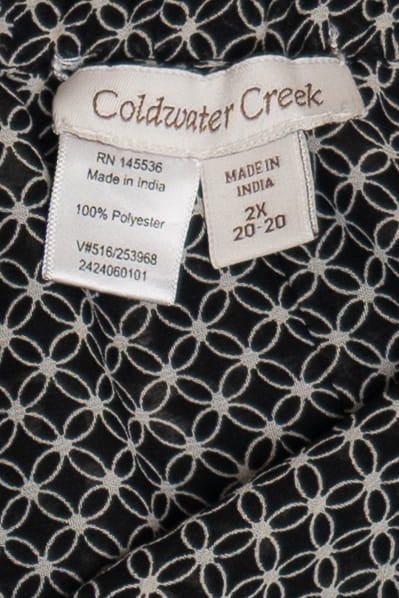 Coldwater Creek
RN 145536
Made in India
100% Polyester
V#516/253968
2424060101
MADE IN
INDIA
2X
20-20